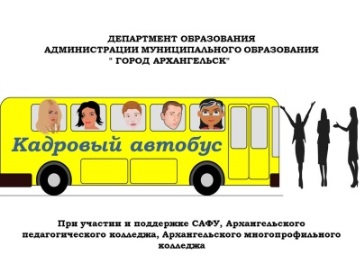 ДЕПАРТМЕНТ ОБРАЗОВАНИЯ
АДМИНИСТРАЦИИ МУНИЦИПАЛЬНОГО ОБРАЗОВАНИЯ
" ГОРОД АРХАНГЕЛЬСК"
Кадровый автобус
При участии и поддержке САФУ, Архангельского
педагогического колледжа, Архангельского многопрофильного
колледжа